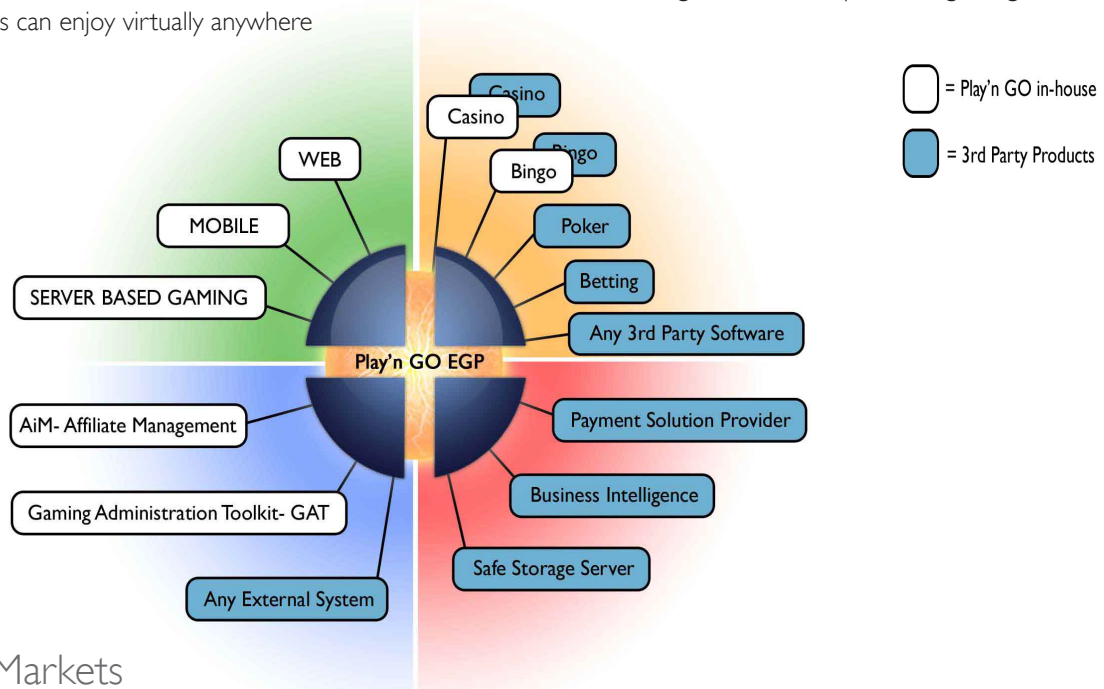 s can enjoy virtually anywhere
Casino
Casino
= Play'n GO in-house
WEB
Bingo
Bingo
= 3rd Party Products
MOBILE
Poker
SERVER BASED GAMING
Betting
Any 3rd Party Software
Play'n GO EGP
AiM- Affiliate Management
Payment Solution Provider
Gaming Administration Toolkit- GAT
Business Intelligence
Safe Storage Server
Any External System
Markets